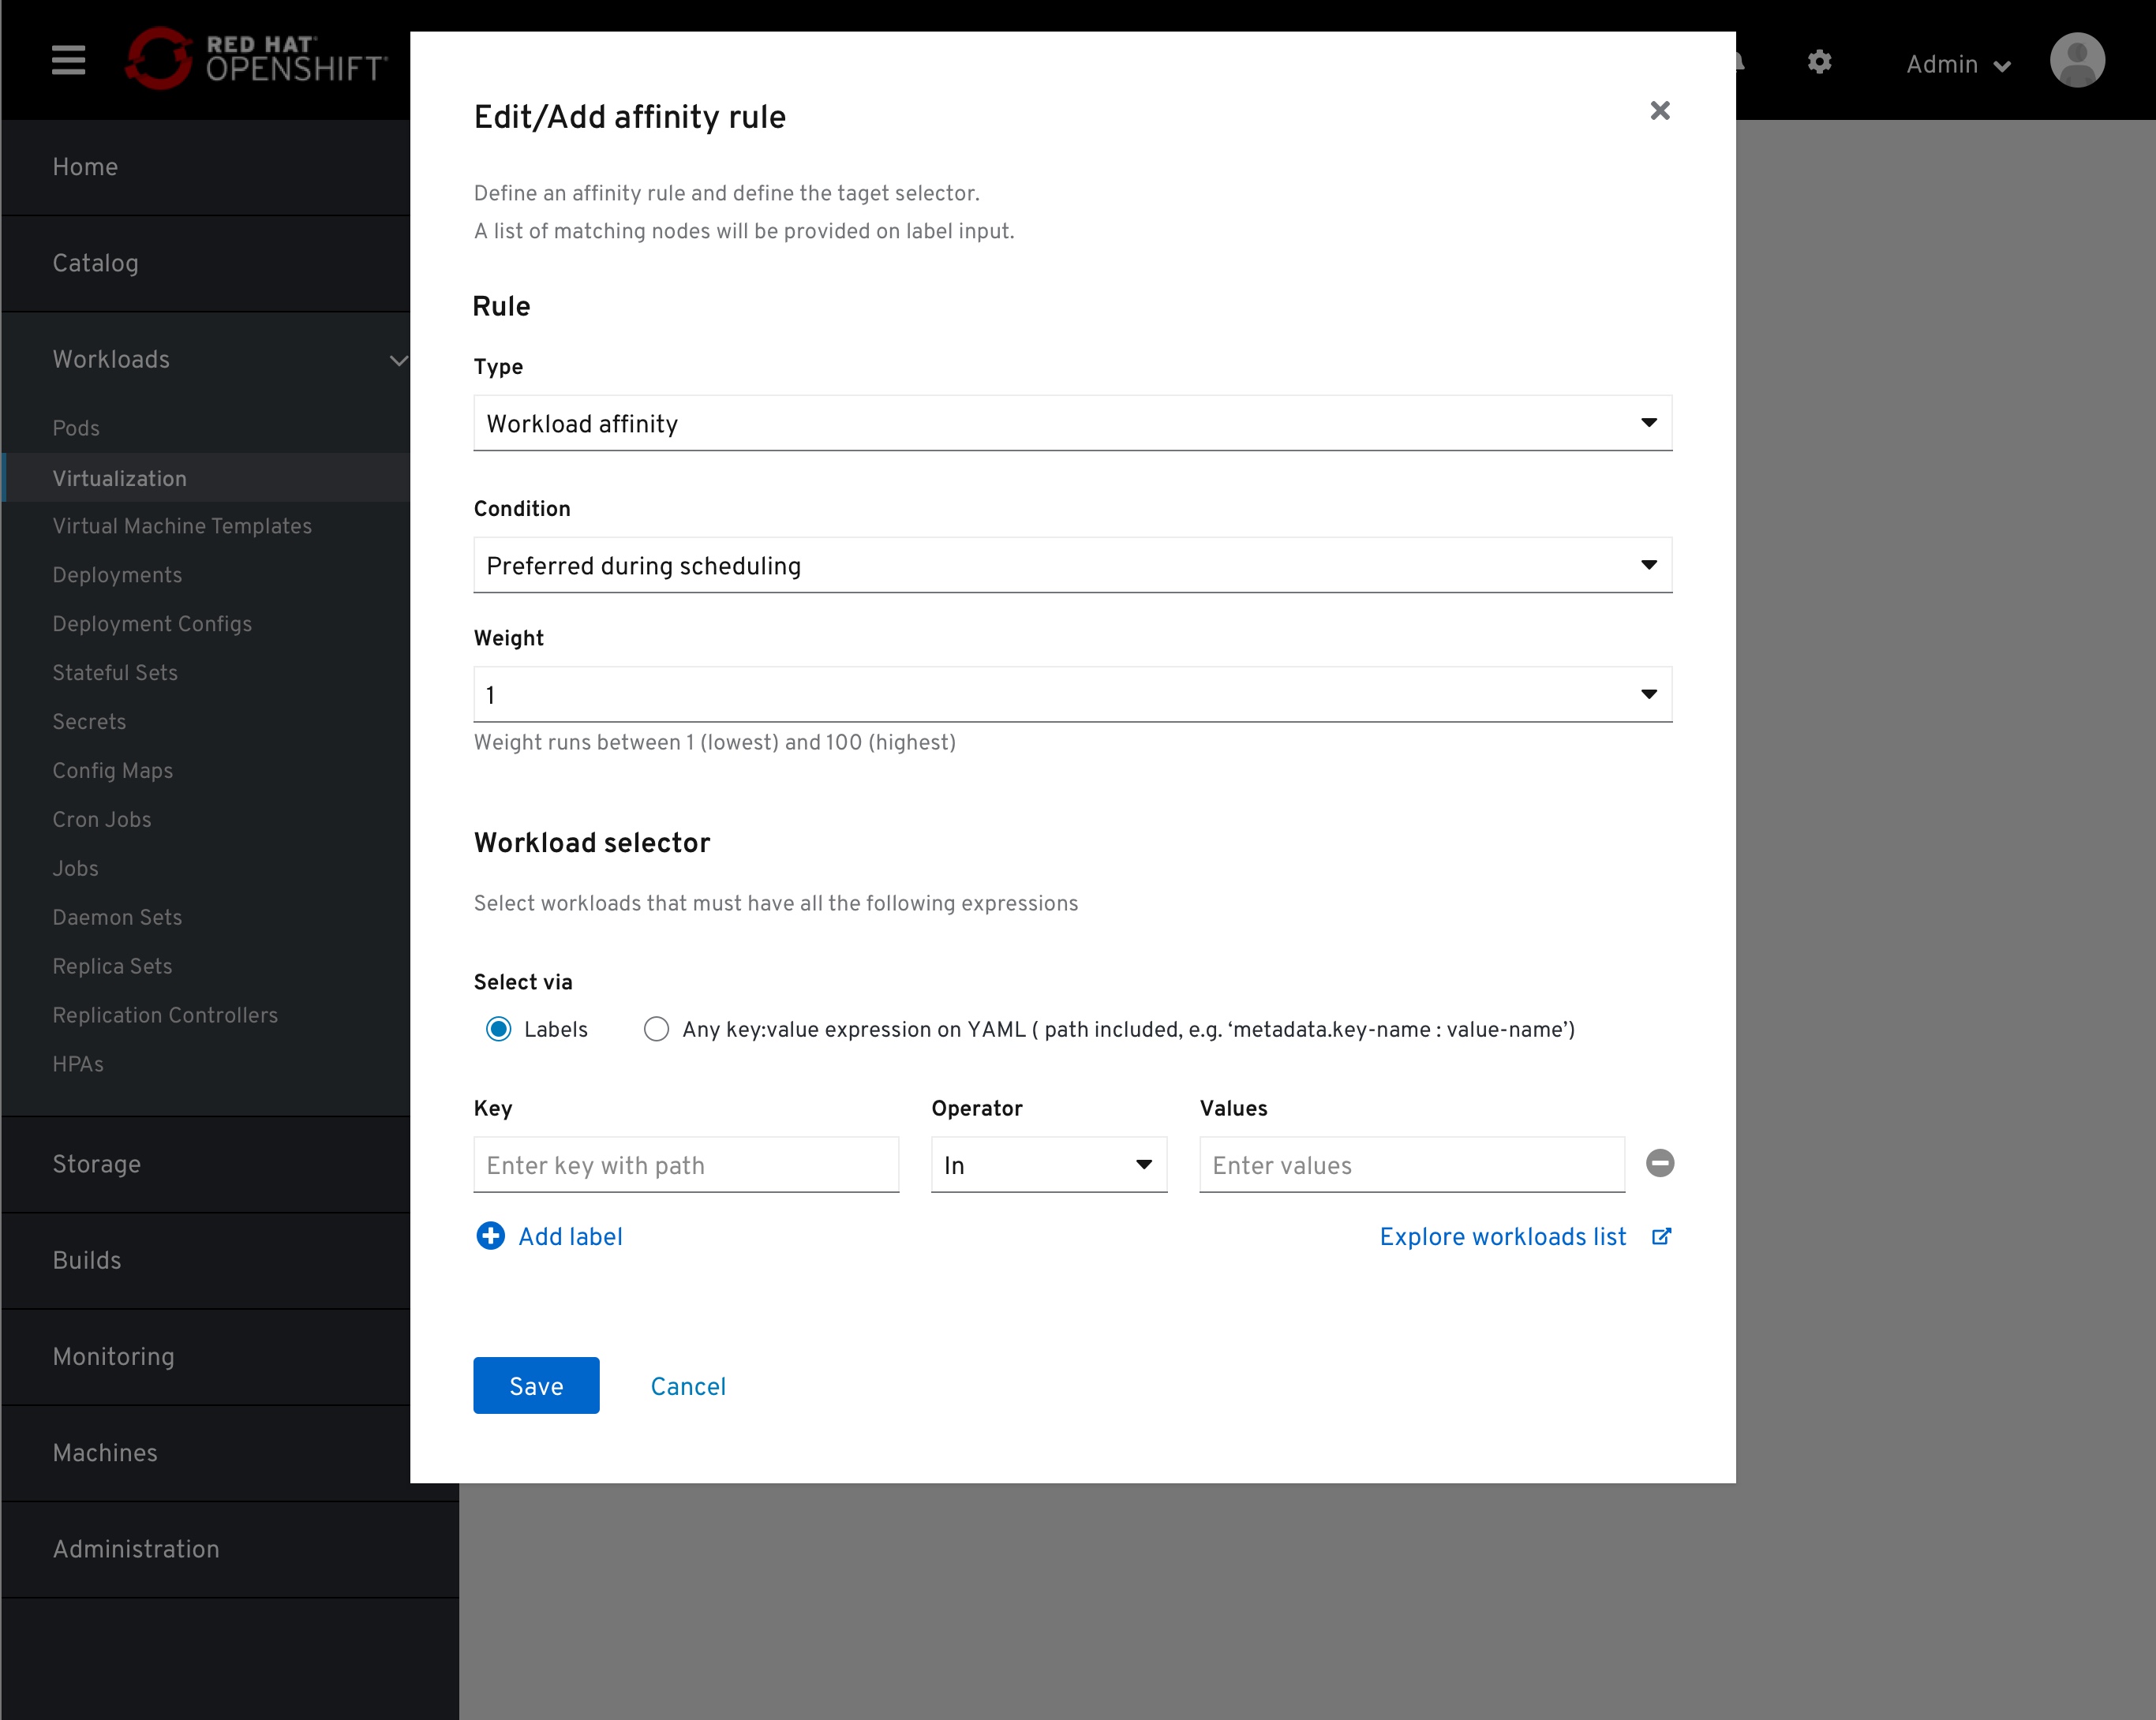 RED HAT
OPENSHIFT
Admin
Home
Catalog
Workloads
Pods
Virtualization
Virtual Machine Templates
Deployments
Deployment Configs
Stateful Sets
Secrets
Config Maps
Cron Jobs
Jobs
Daemon Sets
Replica Sets
Replication Controllers
HPAs
Storage
Builds
Monitoring
Machines
Administration
Edit/Add affinity rule
Define an affinity rule and define the taget selector.
A list of matching nodes will be provided on label input.
Rule
Type
Workload affinity
Condition
Preferred during scheduling
Weight
1
Weight runs between 1 (lowest) and 100 (highest)
Workload selector
Select workloads that must have all the following expressions
Select via
Labels Any key:value expression on YAML ( path included, e.g. ‘metadata.key-name : value-name’)
Key Operator Values
Enter key with path In Enter values
Add label Explore workloads list
Save Cancel